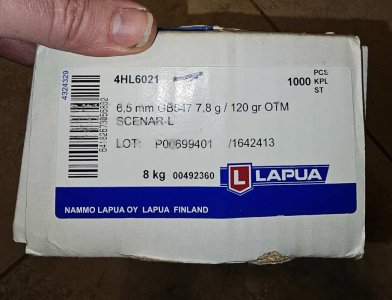 4HL6021
1000 PCS
KPL
ST
4324329
6,5 mm GB547 7,8 g / 120 gr OTM
SCENAR-L
LOT: P00699401 /1642413
8 kg 00492360
L LAPUA
NAMMO LAPUA OY LAPUA FINLAND